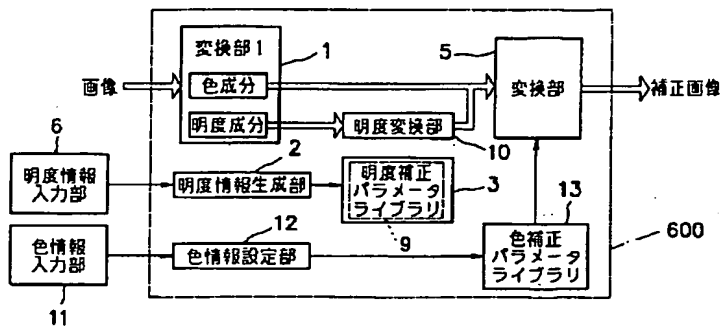 変換部1
1
5
画像
色成分
変換部
補正画像
明度成分
明度変換部
6
2
10
明度情報
入力部
明度情報生成部
明度補正
パラメータ
ライブラリ
3
13
12
9
600
色情報
入力部
色情報設定部
色補正
パラメータ
ライブラリ
11